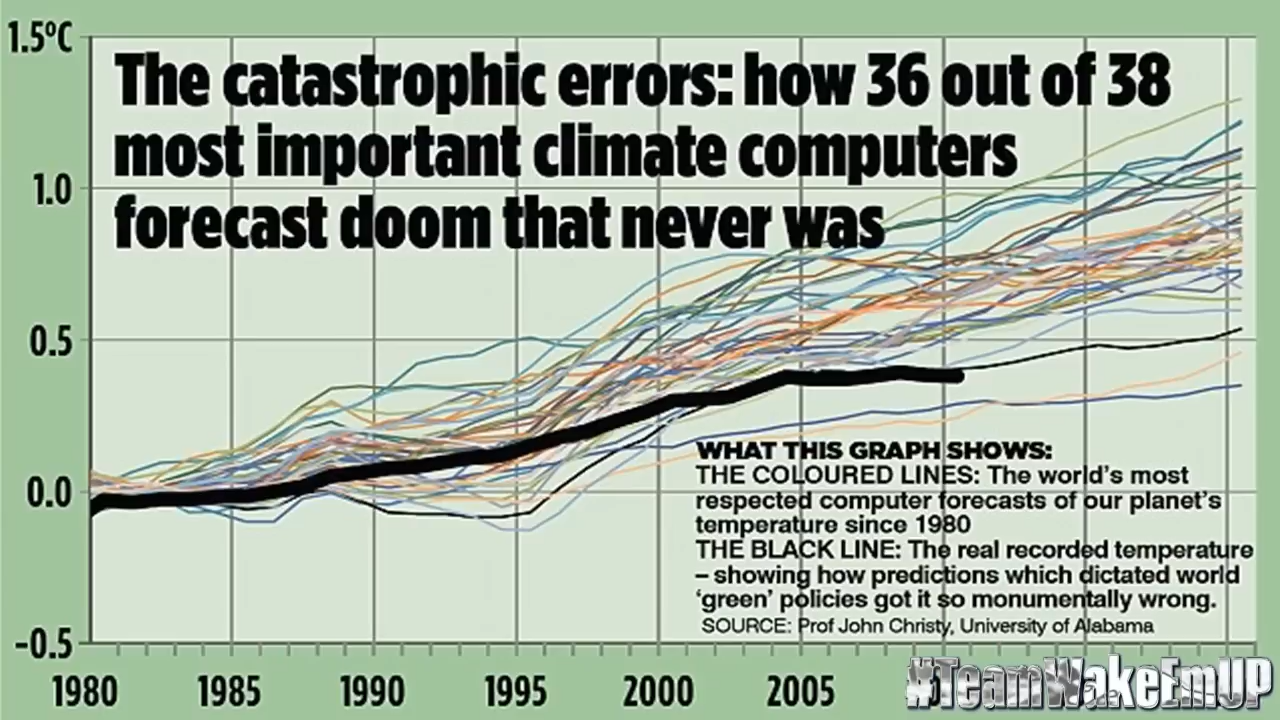 1.5ºC
The catastrophic errors: how 36 out of 38
most important climate computers
forecast doom that never was
1.0
0.5
0.0
-0.5
WHAT THIS GRAPH SHOWS:
THE COLOURED LINES: The world's most
respected computer forecasts of our planet's
temperature since 1980
THE BLACK LINE: The real recorded temperature
– showing how predictions which dictated world
'green' policies got it so monumentally wrong.
SOURCE: Prof John Christy, University of Alabama
1980 1985 1990 1995 2000 2005
#TeamWakeEmUP